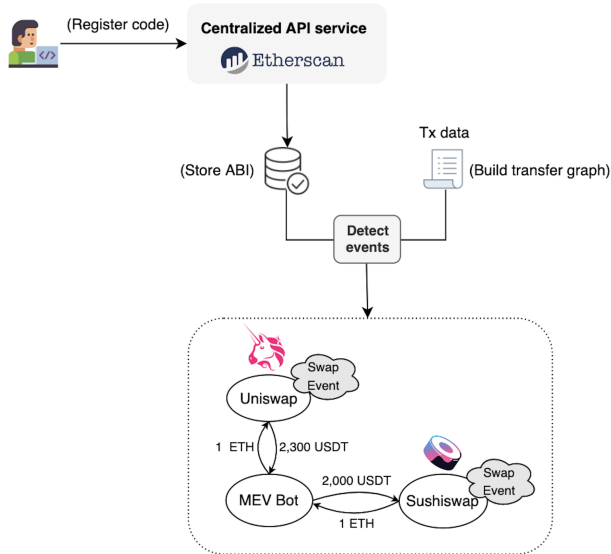 (Register code)
Centralized API service
Etherscan
</>
Tx data
(Store ABI)
(Build transfer graph)
Detect
events
Swap
Event
Uniswap
1 ETH
2,300 USDT
2,000 USDT
Swap
Event
MEV Bot
Sushiswap
1 ETH